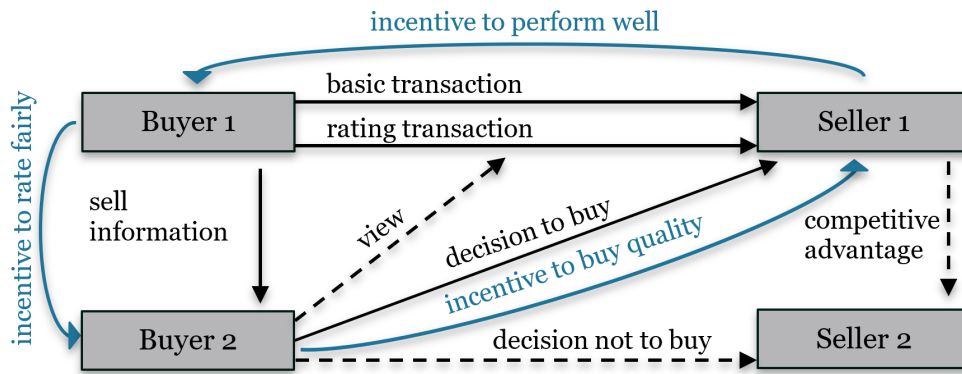 incentive to perform well
incentive to rate fairly
basic transaction
Buyer 1
Seller 1
rating transaction
sell
information
view
decision to buy
incentive to buy quality
competitive
advantage
Buyer 2
decision not to buy
Seller 2